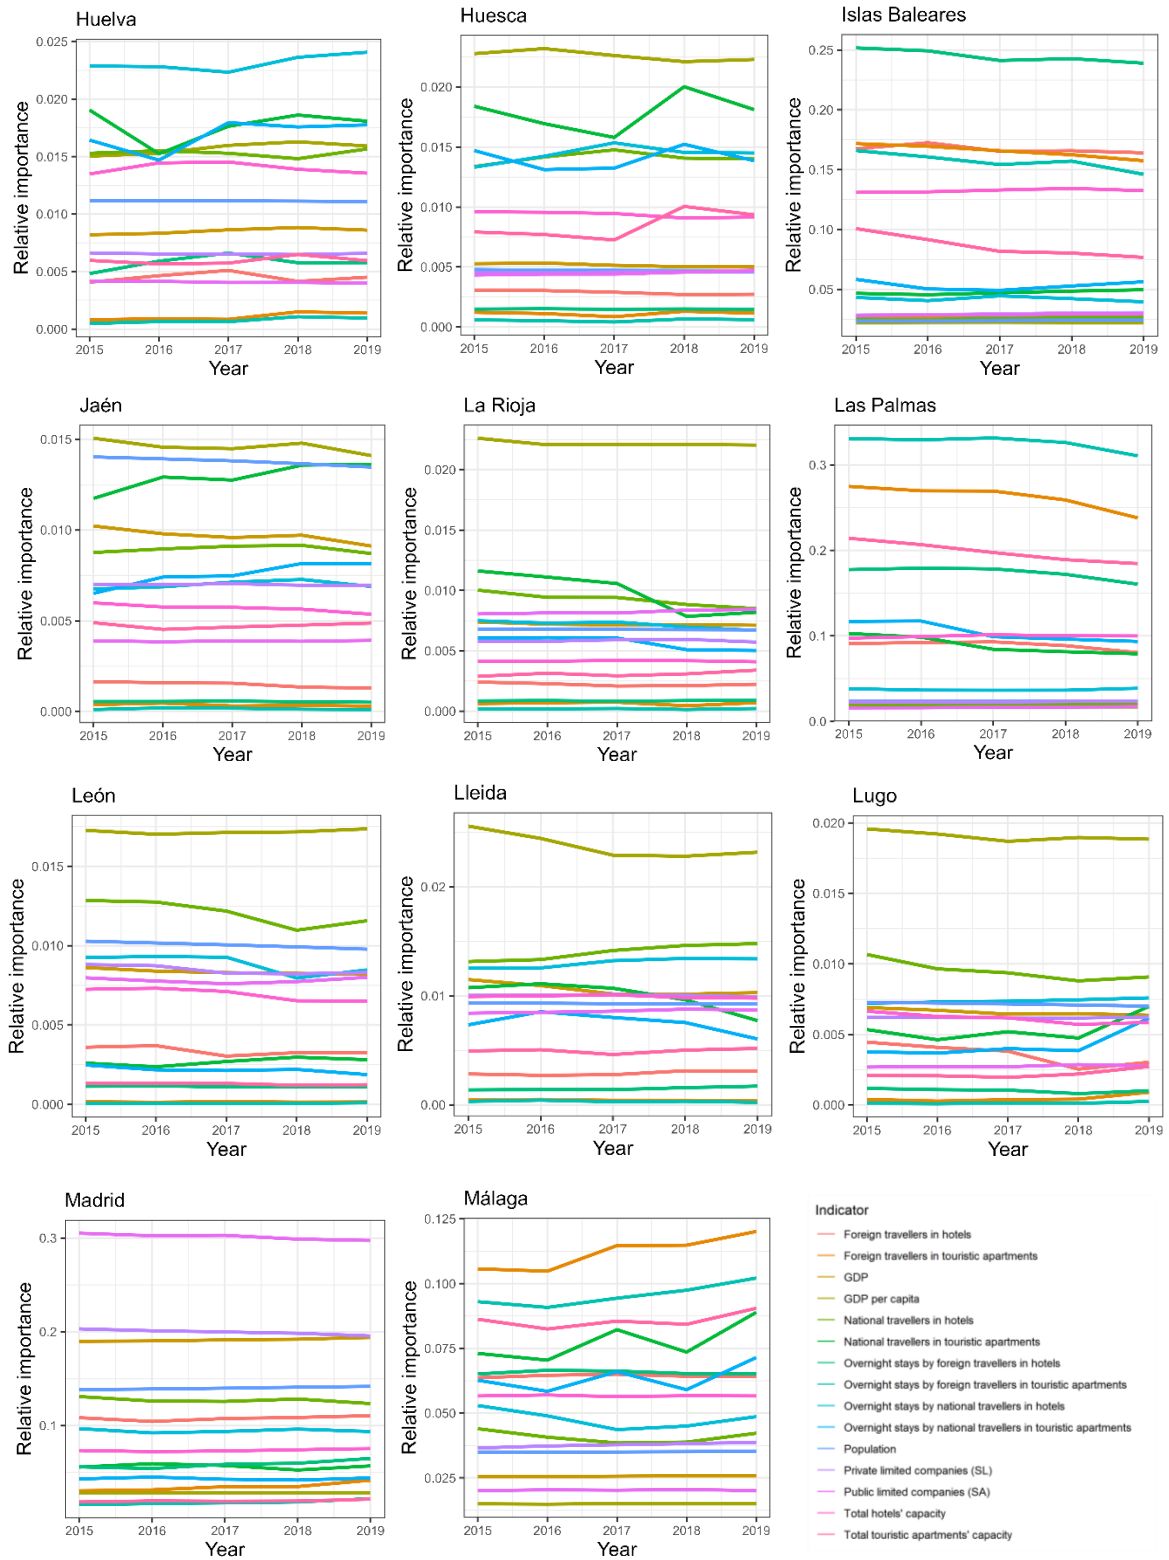 Huelva
Relative importance
0.025
0.020
0.015
0.010
0.005
0.000
2015 2016 2017 2018 2019
Year
Huesca
Relative importance
0.020
0.015
0.010
0.005
0.000
2015 2016 2017 2018 2019
Year
Islas Baleares
Relative importance
0.25
0.20
0.15
0.10
0.05
2015 2016 2017 2018 2019
Year
Jaén
Relative importance
0.015
0.010
0.005
0.000
2015 2016 2017 2018 2019
Year
La Rioja
Relative importance
0.020
0.015
0.010
0.005
0.000
2015 2016 2017 2018 2019
Year
Las Palmas
Relative importance
0.3
0.2
0.1
0.0
2015 2016 2017 2018 2019
Year
León
Relative importance
0.015
0.010
0.005
0.000
2015 2016 2017 2018 2019
Year
Lleida
Relative importance
0.02
0.01
0.00
2015 2016 2017 2018 2019
Year
Lugo
Relative importance
0.020
0.015
0.010
0.005
0.000
2015 2016 2017 2018 2019
Year
Madrid
Relative importance
0.3
0.2
0.1
2015 2016 2017 2018 2019
Year
Málaga
Relative importance
0.125
0.100
0.075
0.050
0.025
2015 2016 2017 2018 2019
Year
Indicator
Foreign travellers in hotels
Foreign travellers in touristic apartments
GDP
GDP per capita
National travellers in hotels
National travellers in touristic apartments
Overnight stays by foreign travellers in hotels
Overnight stays by foreign travellers in touristic apartments
Overnight stays by national travellers in hotels
Overnight stays by national travellers in touristic apartments
Population
Private limited companies (SL)
Public limited companies (SA)
Total hotels' capacity
Total touristic apartments' capacity